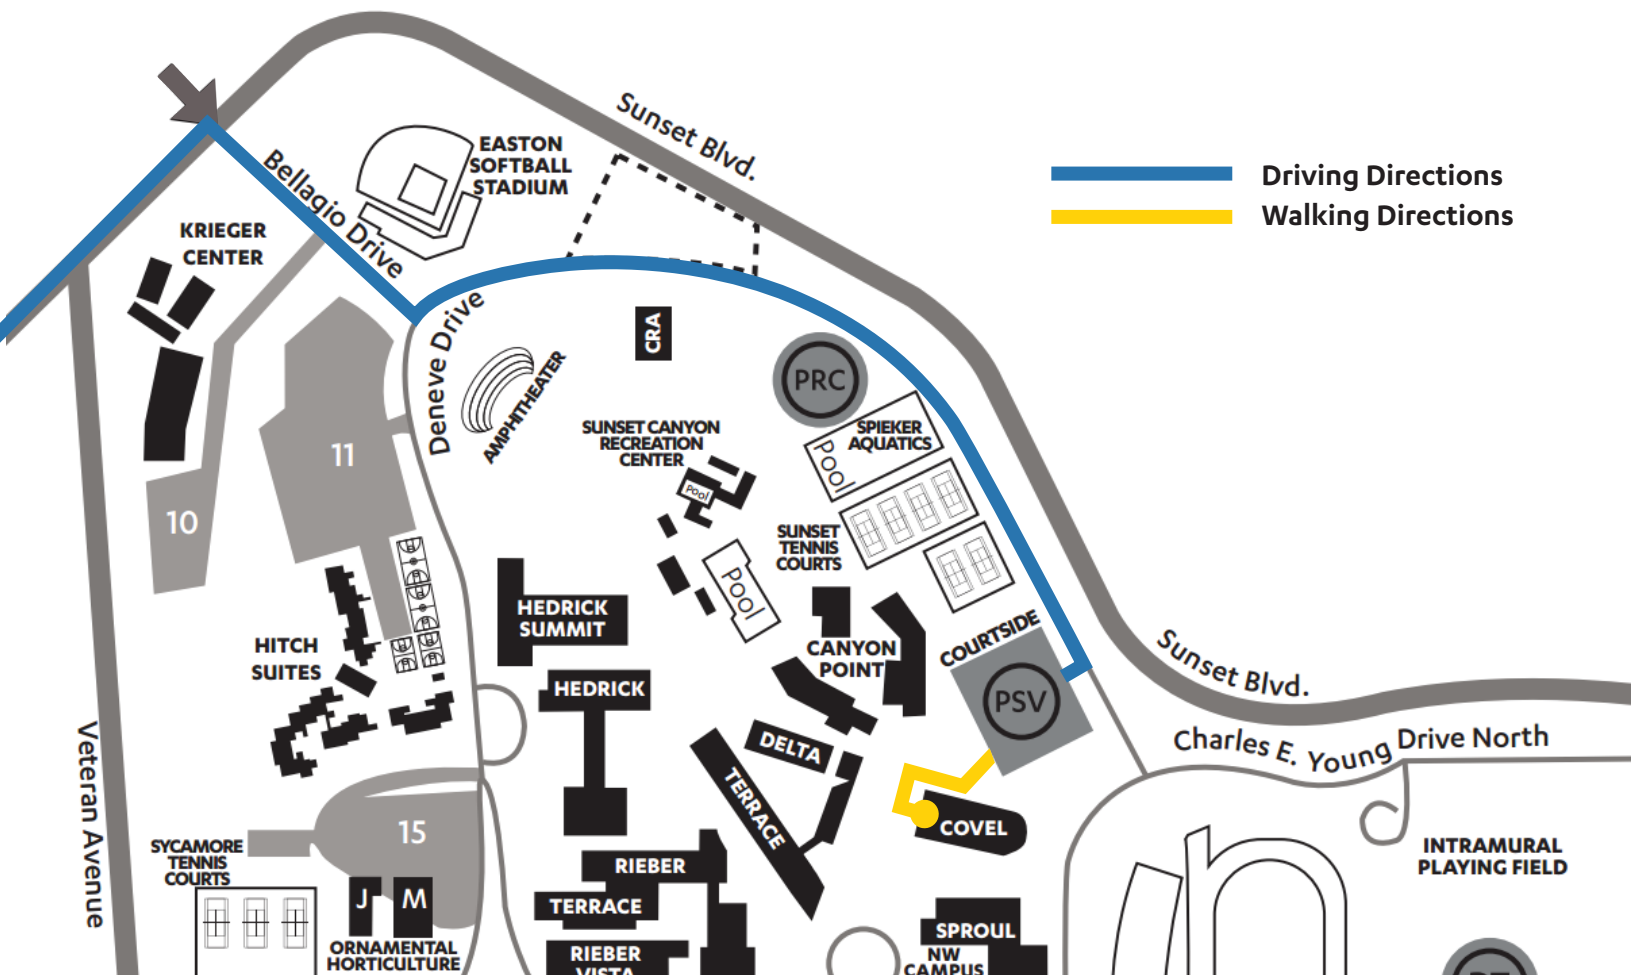 Sunset Blvd.
EASTON
SOFTBALL
STADIUM
Bellagio Drive
Driving Directions
Walking Directions
KRIEGER
CENTER
Deneve Drive
CRA
PRC
AMPHITHEATER
SUNSET CANYON
RECREATION
CENTER
Pool
SPIEKER
AQUATICS
Pool
11
10
SUNSET
TENNIS
COURTS
Pool
HEDRICK
SUMMIT
HITCH
SUITES
CANYON
POINT
COURTSIDE
PSV
Sunset Blvd.
HEDRICK
DELTA
TERRACE
Charles E. Young Drive North
Veteran Avenue
COVEL
15
SYCAMORE
TENNIS
COURTS
INTRAMURAL
PLAYING FIELD
RIEBER
J
M
TERRACE
SPROUL
ORNAMENTAL
HORTICULTURE
RIEBER
VISTA
NW
CAMPUS